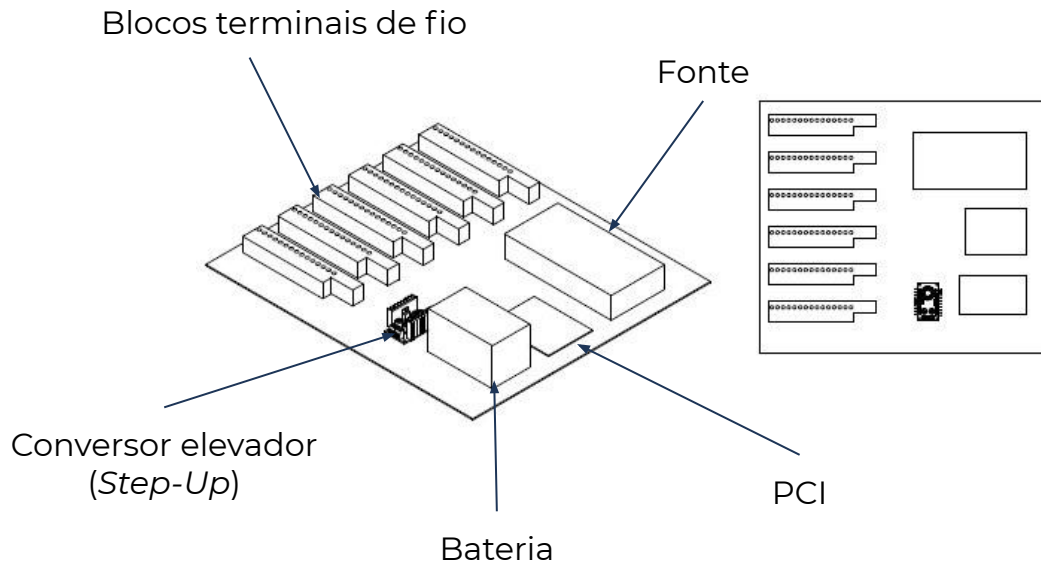 Blocos terminais de fio
Fonte
Conversor elevador
(Step-Up)
PCI
Bateria